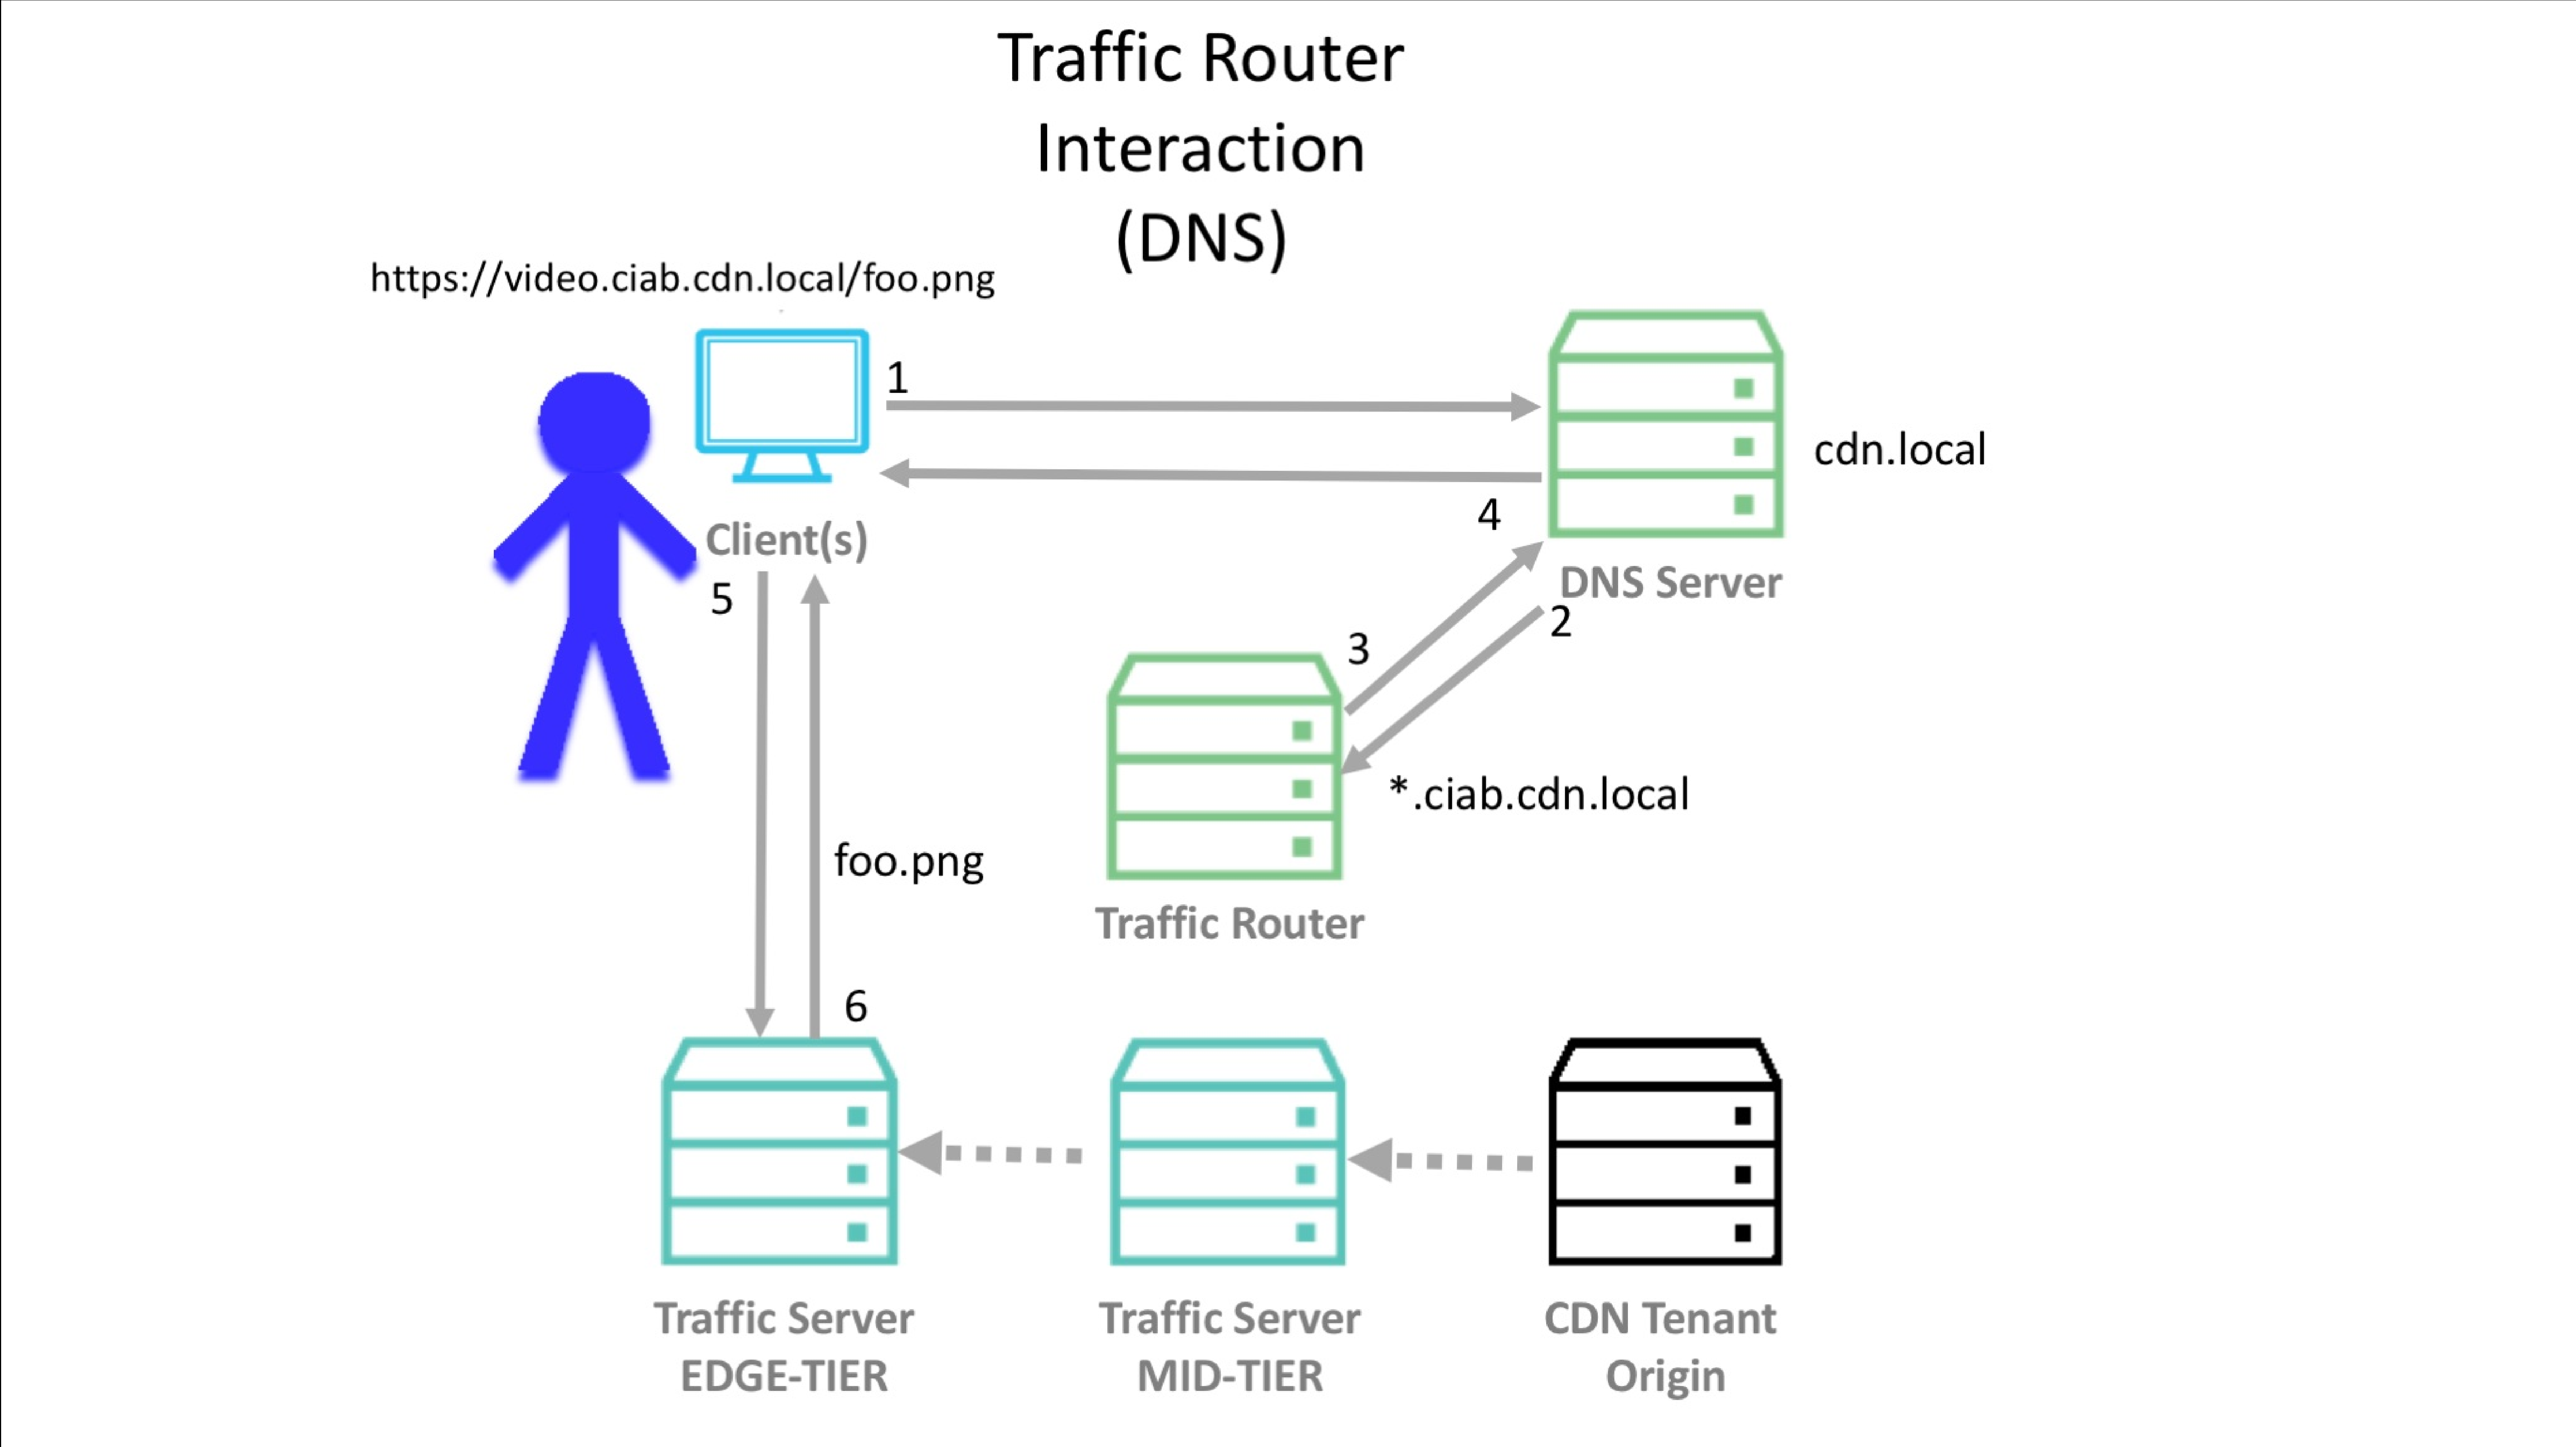 Traffic Router
Interaction
(DNS)
https://video.ciab.cdn.local/foo.png
1
cdn.local
4
Client(s)
DNS Server
5
2
3
*.ciab.cdn.local
foo.png
Traffic Router
6
Traffic Server
EDGE-TIER
Traffic Server
MID-TIER
CDN Tenant
Origin